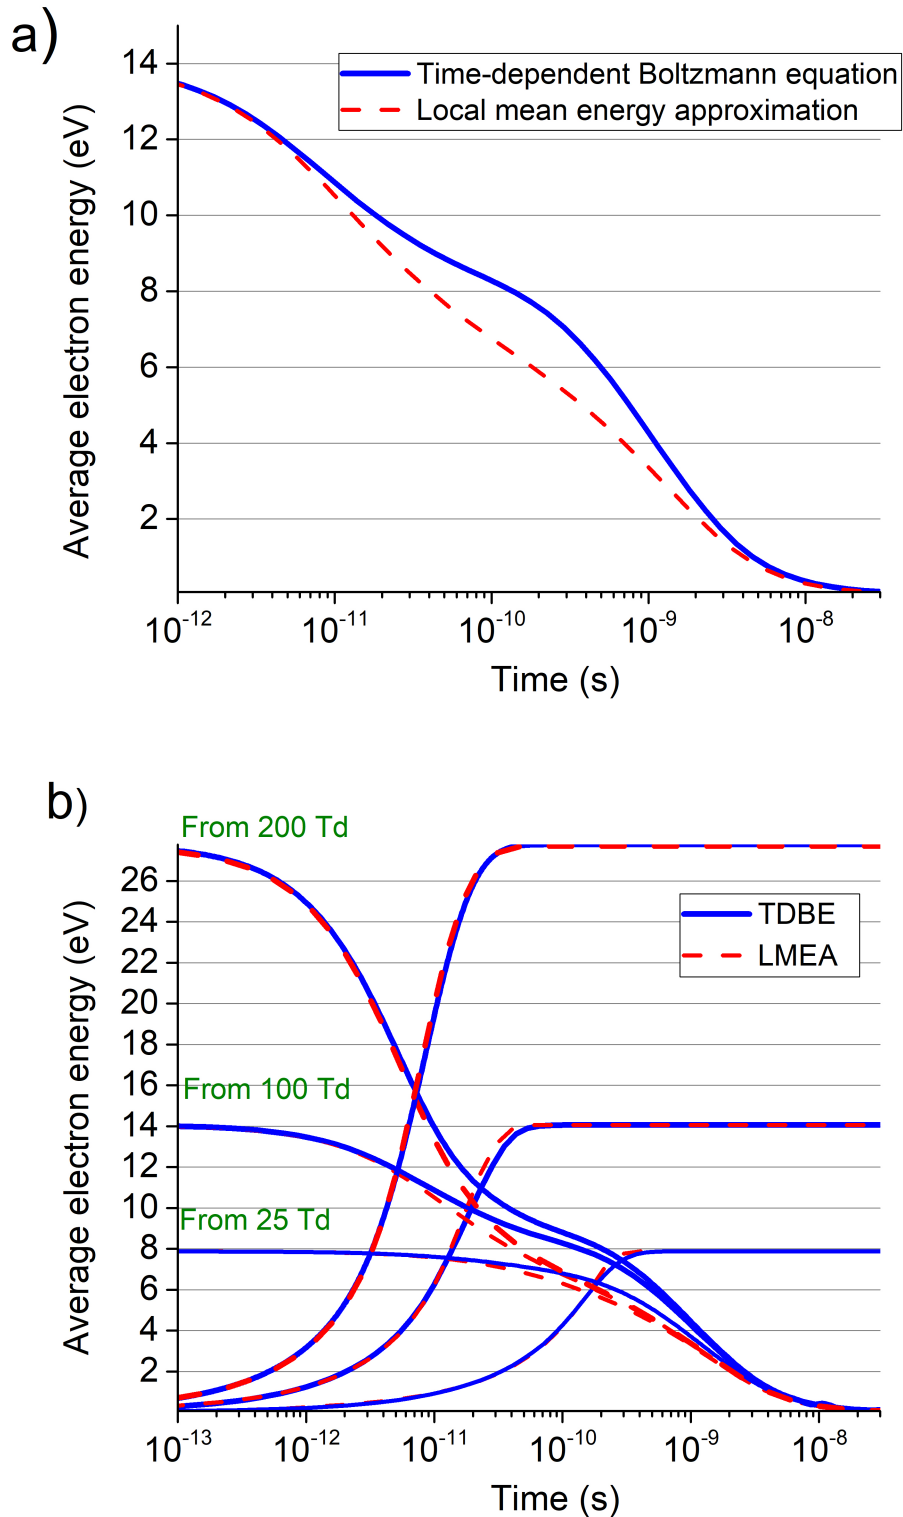 a)
Time-dependent Boltzmann equation
Local mean energy approximation
Average electron energy (eV)
14
12
10
8
6
4
2
10-12
10-11
10-10
10-9
10-8
Time (s)
b)
From 200 Td
TDBE
LMEA
From 100 Td
From 25 Td
Average electron energy (eV)
26
24
22
20
18
16
14
12
10
8
6
4
2
10-13
10-12
10-11
10-10
10-9
10-8
Time (s)